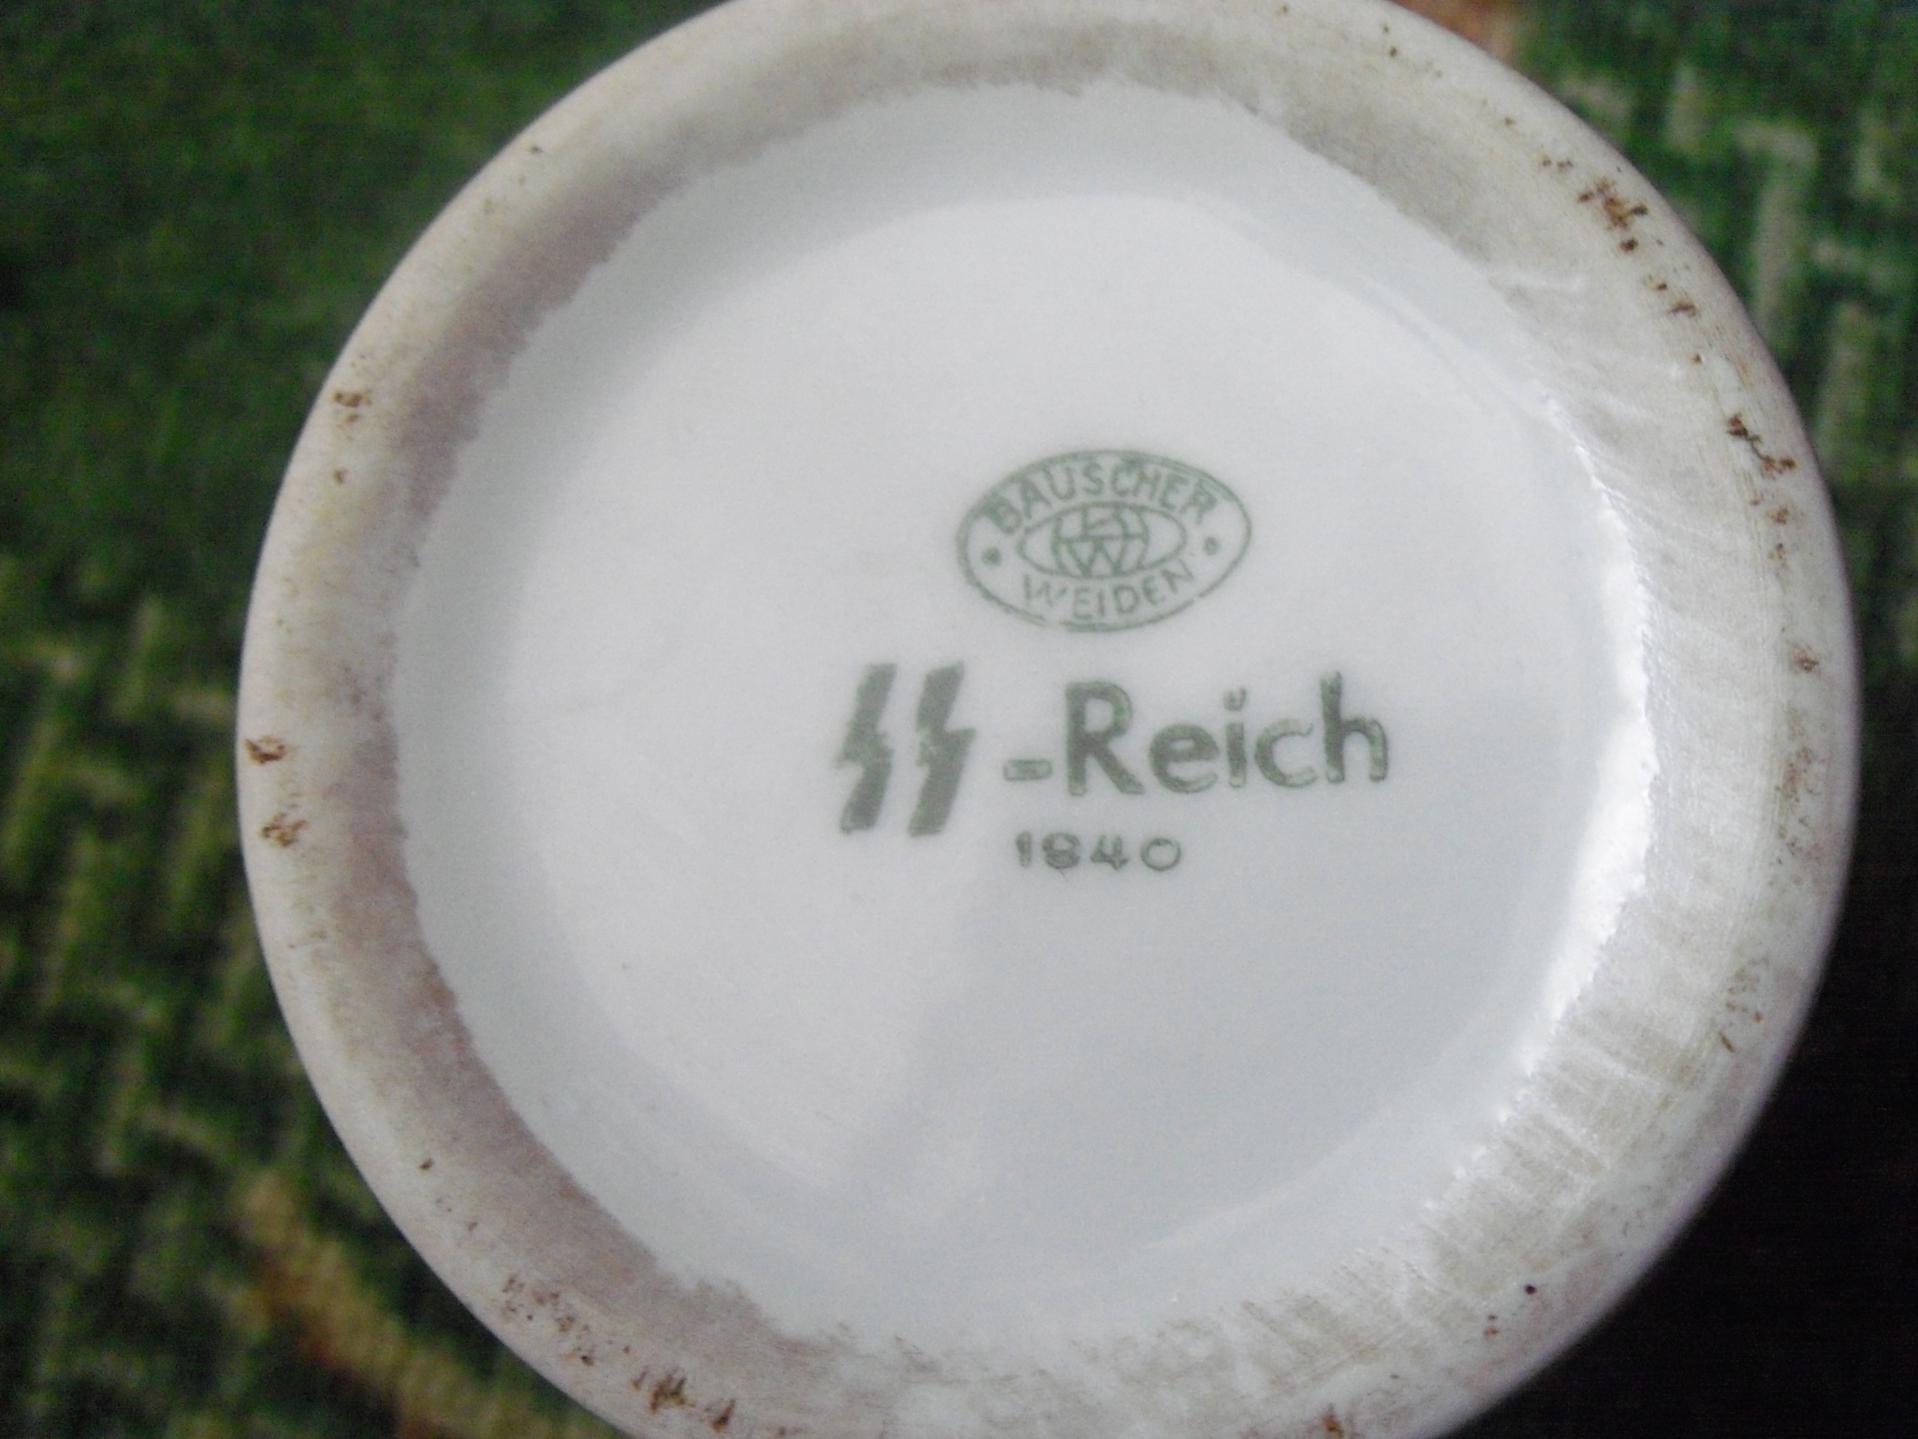 BAUSCHER
WEIDEN
SS-Reich
1940